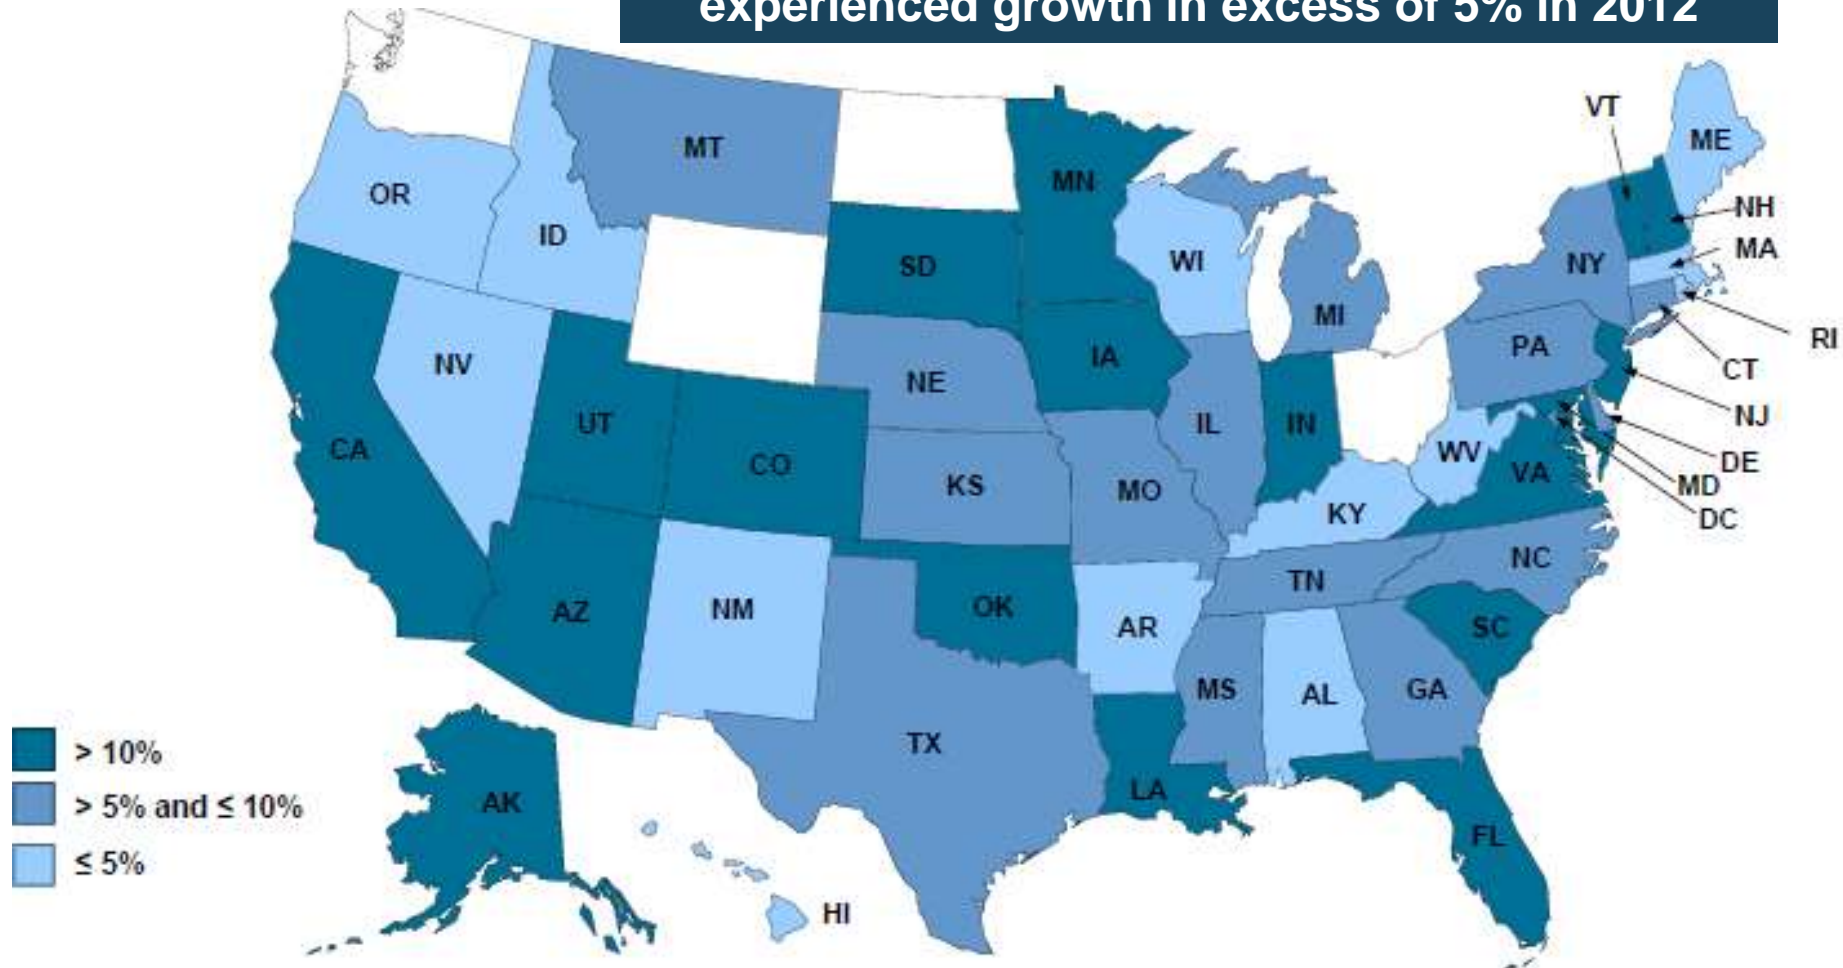 experienced growth in excess of 5% in 2012
VT
ME
MT
MN
OR
NH
ID
MA
WI
NY
SD
MI
RI
PA
IA
NV
CT
NE
NJ
UT
IL
IN
CA
WV
DE
CO
VA
KS
MD
MO
KY
DC
NC
TN
AZ
NM
OK
AR
SC
MS
AL
GA
TX
> 10%
LA
AK
> 5% and ≤ 10%
FL
≤ 5%
HI